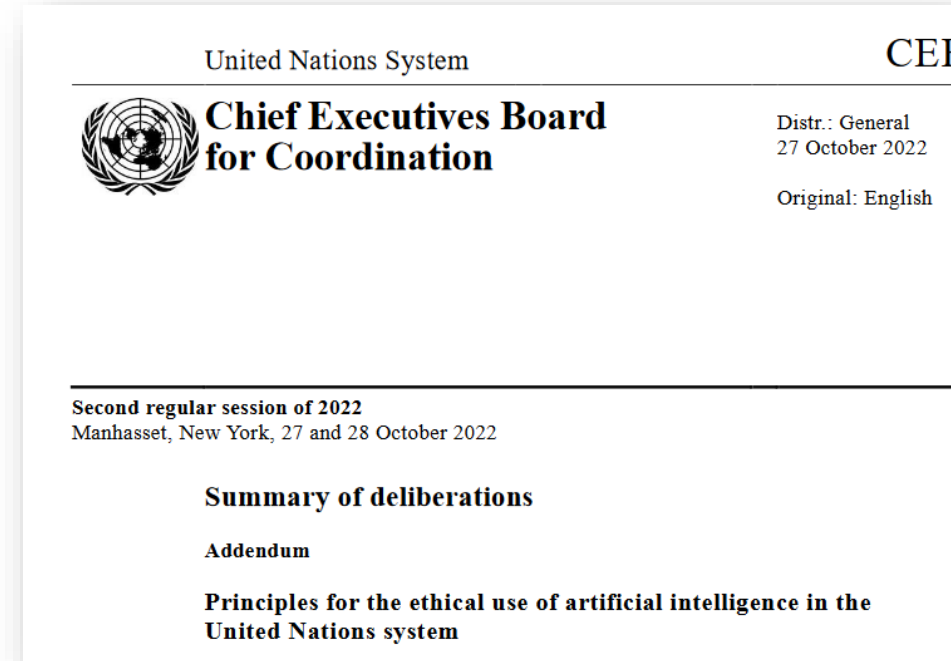 United Nations System
Chief Executives Board
for Coordination
Distr.: General
27 October 2022
Original: English
Second regular session of 2022
Manhasset, New York, 27 and 28 October 2022
Summary of deliberations
Addendum
Principles for the ethical use of artificial intelligence in the
United Nations system